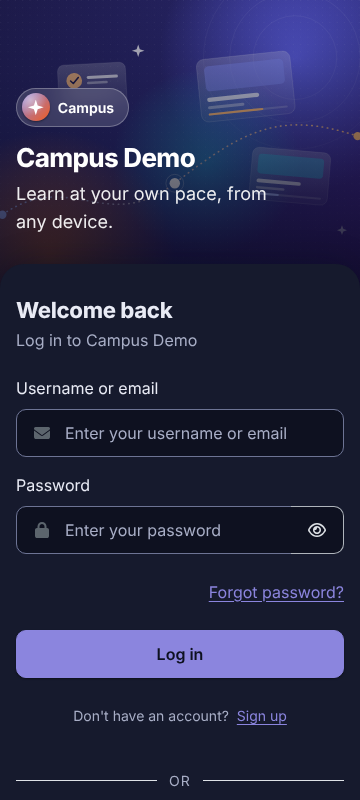 Campus
Campus Demo
Learn at your own pace, from
any device.
Welcome back
Log in to Campus Demo
Username or email
Enter your username or email
Password
Enter your password
Forgot password?
Log in
Don't have an account? Sign up
OR